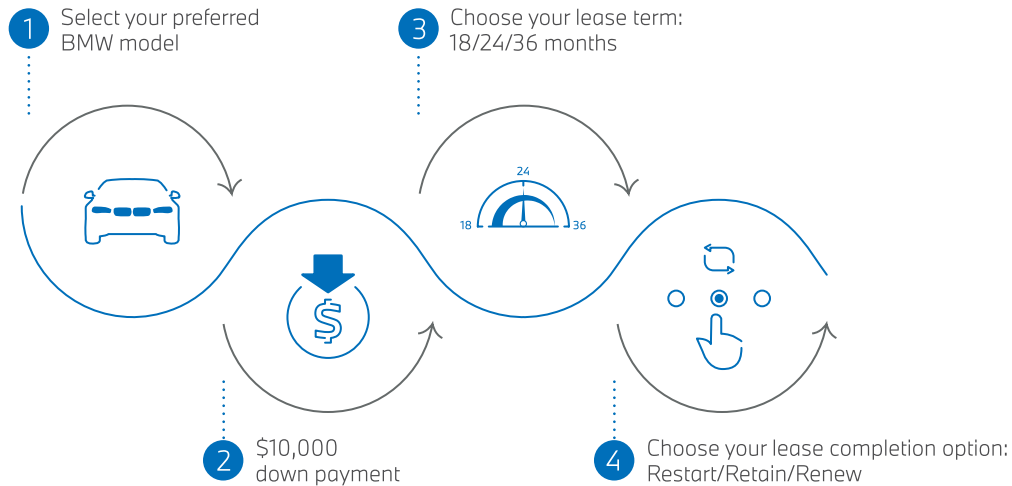 1
Select your preferred
BMW model
2
$10,000
down payment
3
Choose your lease term:
18/24/36 months
24
18
36
$
4
Choose your lease completion option:
Restart/Retain/Renew